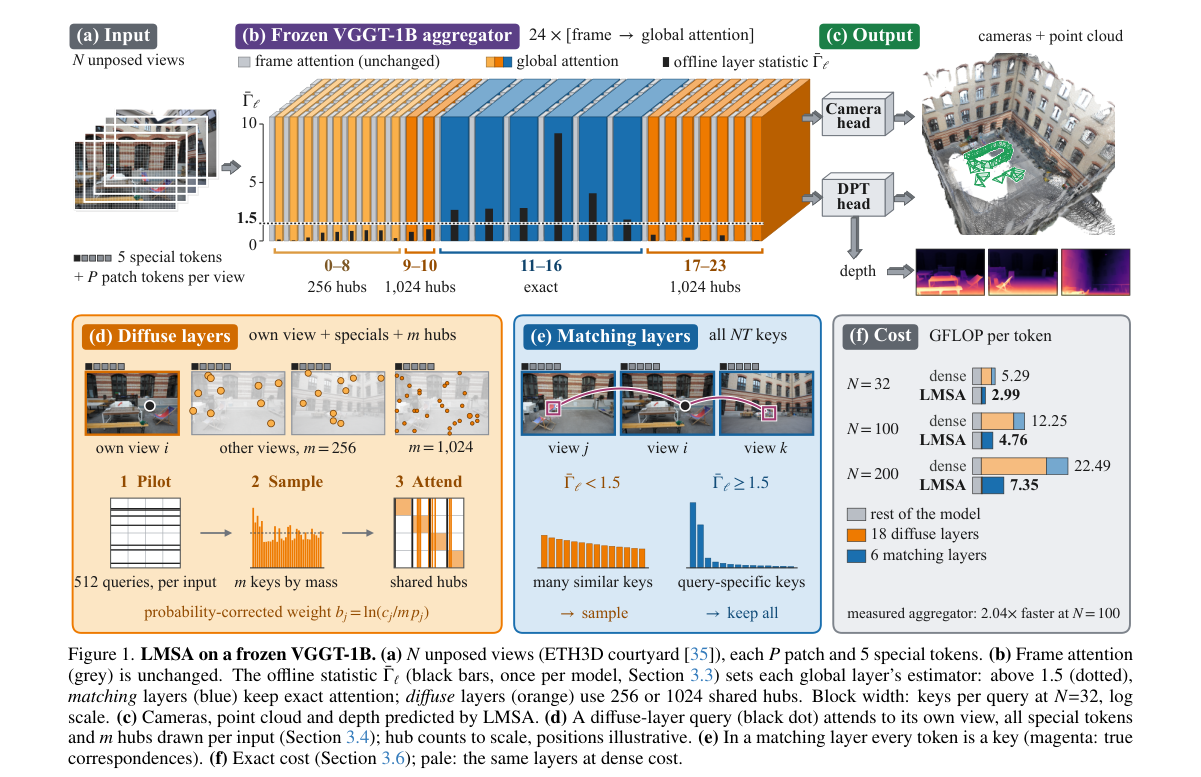 (a) Input
N unposed views
5 special tokens
+ P patch tokens per view
(b) Frozen VGGT-1B aggregator 24 × [frame → global attention]
frame attention (unchanged) global attention offline layer statistic Γ̄ℓ
Γ̄ℓ
10
5
1.5
0
0–8 9–10 11–16 17–23
256 hubs 1,024 hubs exact 1,024 hubs
(c) Output cameras + point cloud
Camera
head
DPT
head
depth
(d) Diffuse layers own view + specials + m hubs
own view i other views, m = 256 m = 1,024
1 Pilot 2 Sample 3 Attend
512 queries, per input m keys by mass shared hubs
probability-corrected weight bj = ln(cj/mpj)
(e) Matching layers all NT keys
view j view i view k
Γ̄ℓ < 1.5 Γ̄ℓ ≥ 1.5
many similar keys query-specific keys
→ sample → keep all
(f) Cost GFLOP per token
N = 32
dense 5.29
LMSA 2.99
N = 100
dense 12.25
LMSA 4.76
N = 200
dense 22.49
LMSA 7.35
rest of the model
18 diffuse layers
6 matching layers
measured aggregator: 2.04× faster at N = 100
Figure 1. LMSA on a frozen VGGT-1B. (a) N unposed views (ETH3D courtyard [35]), each P patch and 5 special tokens. (b) Frame attention
(grey) is unchanged. The offline statistic Γ̄ℓ (black bars, once per model, Section 3.3) sets each global layer's estimator: above 1.5 (dotted),
matching layers (blue) keep exact attention; diffuse layers (orange) use 256 or 1024 shared hubs. Block width: keys per query at N=32, log
scale. (c) Cameras, point cloud and depth predicted by LMSA. (d) A diffuse-layer query (black dot) attends to its own view, all special tokens
and m hubs drawn per input (Section 3.4); hub counts to scale, positions illustrative. (e) In a matching layer every token is a key (magenta: true
correspondences). (f) Exact cost (Section 3.6); pale: the same layers at dense cost.